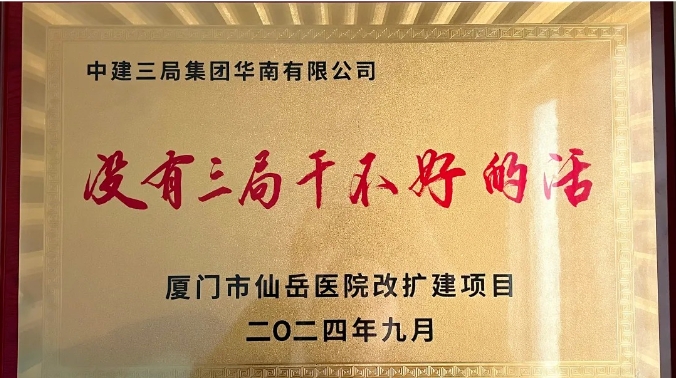 中建三局集团华南有限公司
没有三局干不好的活
厦门市仙岳医院改扩建项目
二〇二四年九月